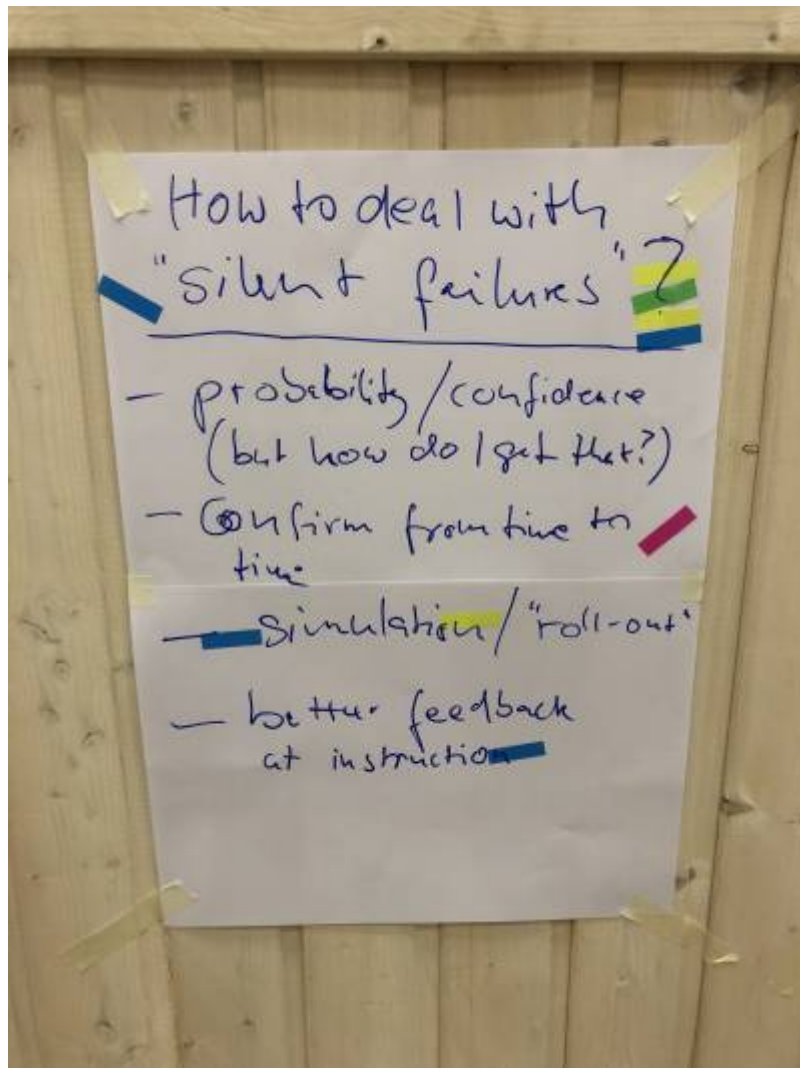 How to deal with
"silent failures"?
- probability/confidence
(but how do I get that?)
- Confirm from time to
time
- simulation/"roll-out"
- better feedback
at instruction